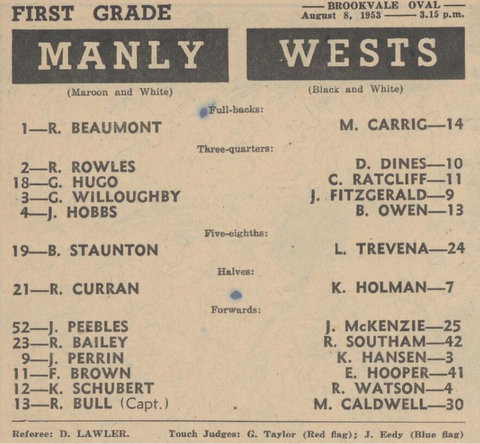 FIRST GRADE
BROOKVALE OVAL
August 8, 1953 — 3.15 p.m.
MANLY WESTS
(Maroon and White) (Black and White)
Full-backs:
1—R. BEAUMONT M. CARRIG—14
Three-quarters:
2—R. ROWLES D. DINES—10
18—G. HUGO C. RATCLIFF—11
3—G. WILLOUGHBY J. FITZGERALD—9
4—J. HOBBS B. OWEN—13
Five-eighths:
19—B. STAUNTON L. TREVENA—24
Halves:
21—R. CURRAN K. HOLMAN—7
Forwards:
52—J. PEEBLES J. McKENZIE—25
23—R. BAILEY R. SOUTHAM—42
9—J. PERRIN K. HANSEN—3
11—F. BROWN E. HOOPER—41
12—K. SCHUBERT R. WATSON—4
13—R. BULL (Capt.) M. CALDWELL—30
Referee: D. LAWLER. Touch Judges: G. Taylor (Red flag); J. Eedy (Blue flag)